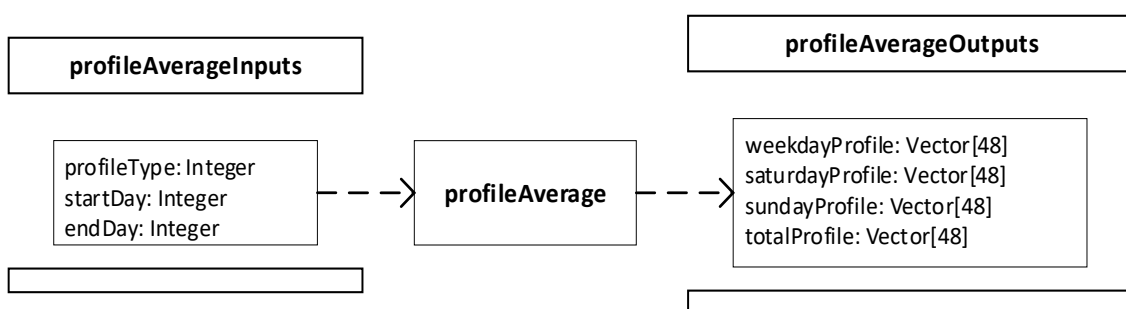 profileAverageInputs
profileAverageOutputs
profileType: Integer
startDay: Integer
endDay: Integer
profileAverage
weekdayProfile: Vector[48]
saturdayProfile: Vector[48]
sundayProfile: Vector[48]
totalProfile: Vector[48]